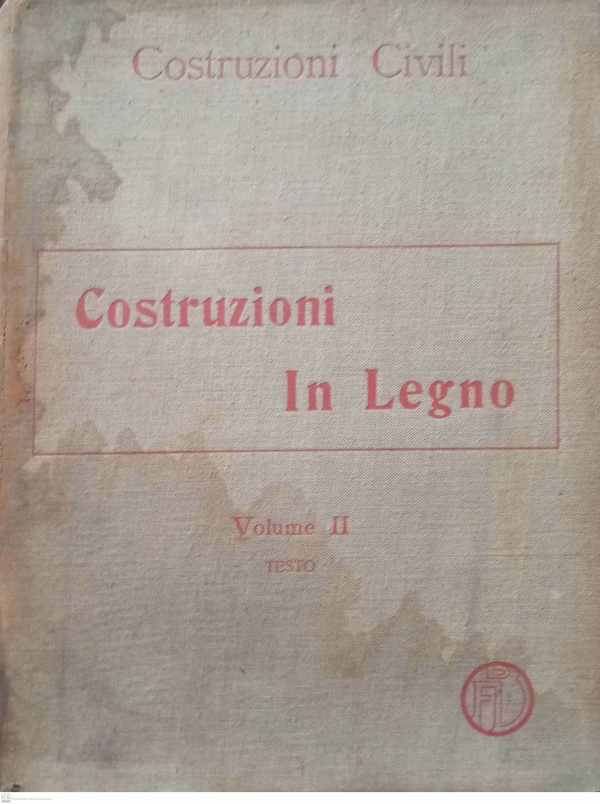 Costruzioni Civili
Costruzioni
In Legno
Volume II
TESTO